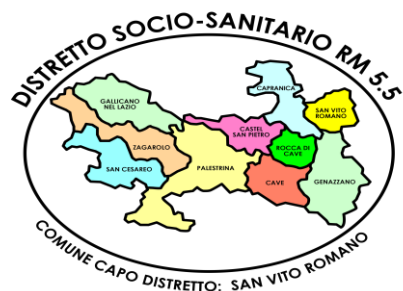 DISTRETTO SOCIO-SANITARIO RM 5.5
CAPRANICA
GALLICANO
NEL LAZIO
SAN VITO
ROMANO
CASTEL
SAN PIETRO
ZAGAROLO
ROCCA DI
CAVE
SAN CESAREO
PALESTRINA
CAVE
GENAZZANO
COMUNE CAPO DISTRETTO: SAN VITO ROMANO